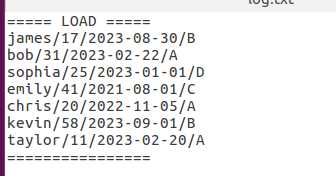 log.txt
===== LOAD =====
james/17/2023-08-30/B
bob/31/2023-02-22/A
sophia/25/2023-01-01/D
emily/41/2021-08-01/C
chris/20/2022-11-05/A
kevin/58/2023-09-01/B
taylor/11/2023-02-20/A
================